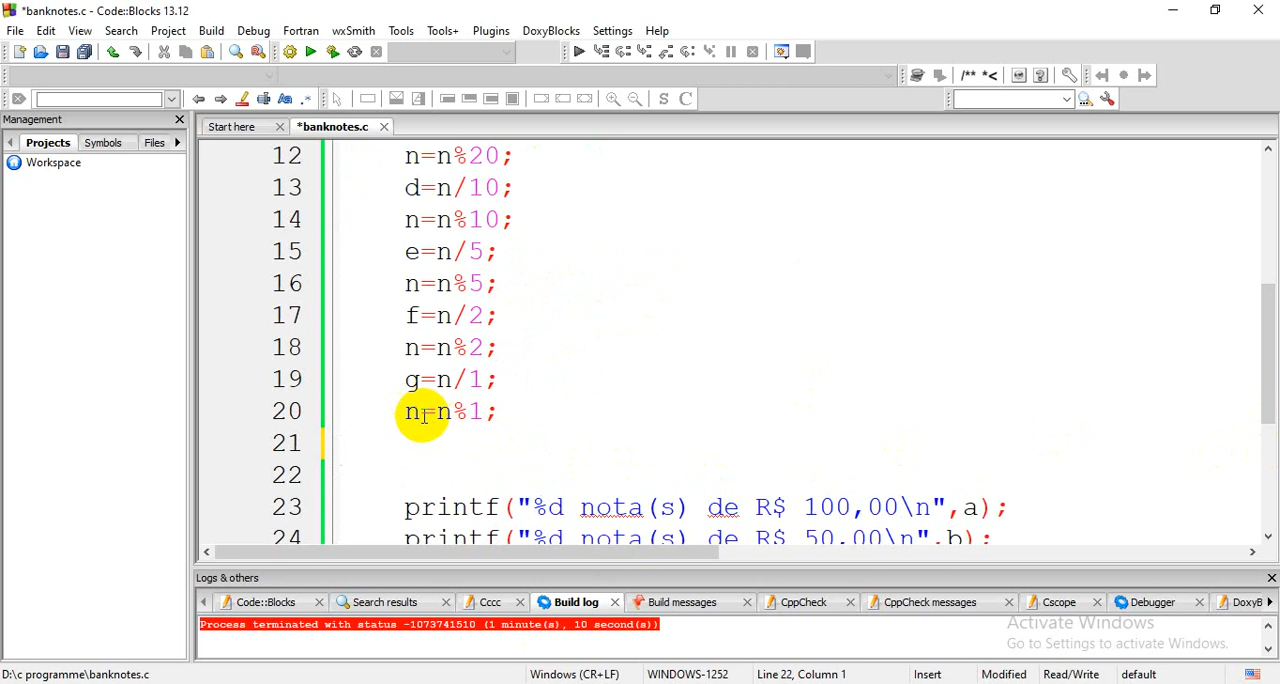 *banknotes.c - Code::Blocks 13.12
File Edit View Search Project Build Debug Fortran wxSmith Tools Tools+ Plugins DoxyBlocks Settings Help
/** *<
Management
Start here *banknotes.c
Projects Symbols Files
Workspace
12 n=n%20;
13 d=n/10;
14 n=n%10;
15 e=n/5;
16 n=n%5;
17 f=n/2;
18 n=n%2;
19 g=n/1;
20 n=n%1;
21
22
23 printf("%d nota(s) de R$ 100,00\n",a);
24 printf("%d nota(s) de R$ 50,00\n",b);
Logs & others
Code::Blocks Search results Cccc Build log Build messages CppCheck CppCheck messages Cscope Debugger DoxyB
Process terminated with status -1073741510 (1 minute(s), 10 second(s))
Activate Windows
Go to Settings to activate Windows.
D:\c programme\banknotes.c Windows (CR+LF) WINDOWS-1252 Line 22, Column 1 Insert Modified Read/Write default